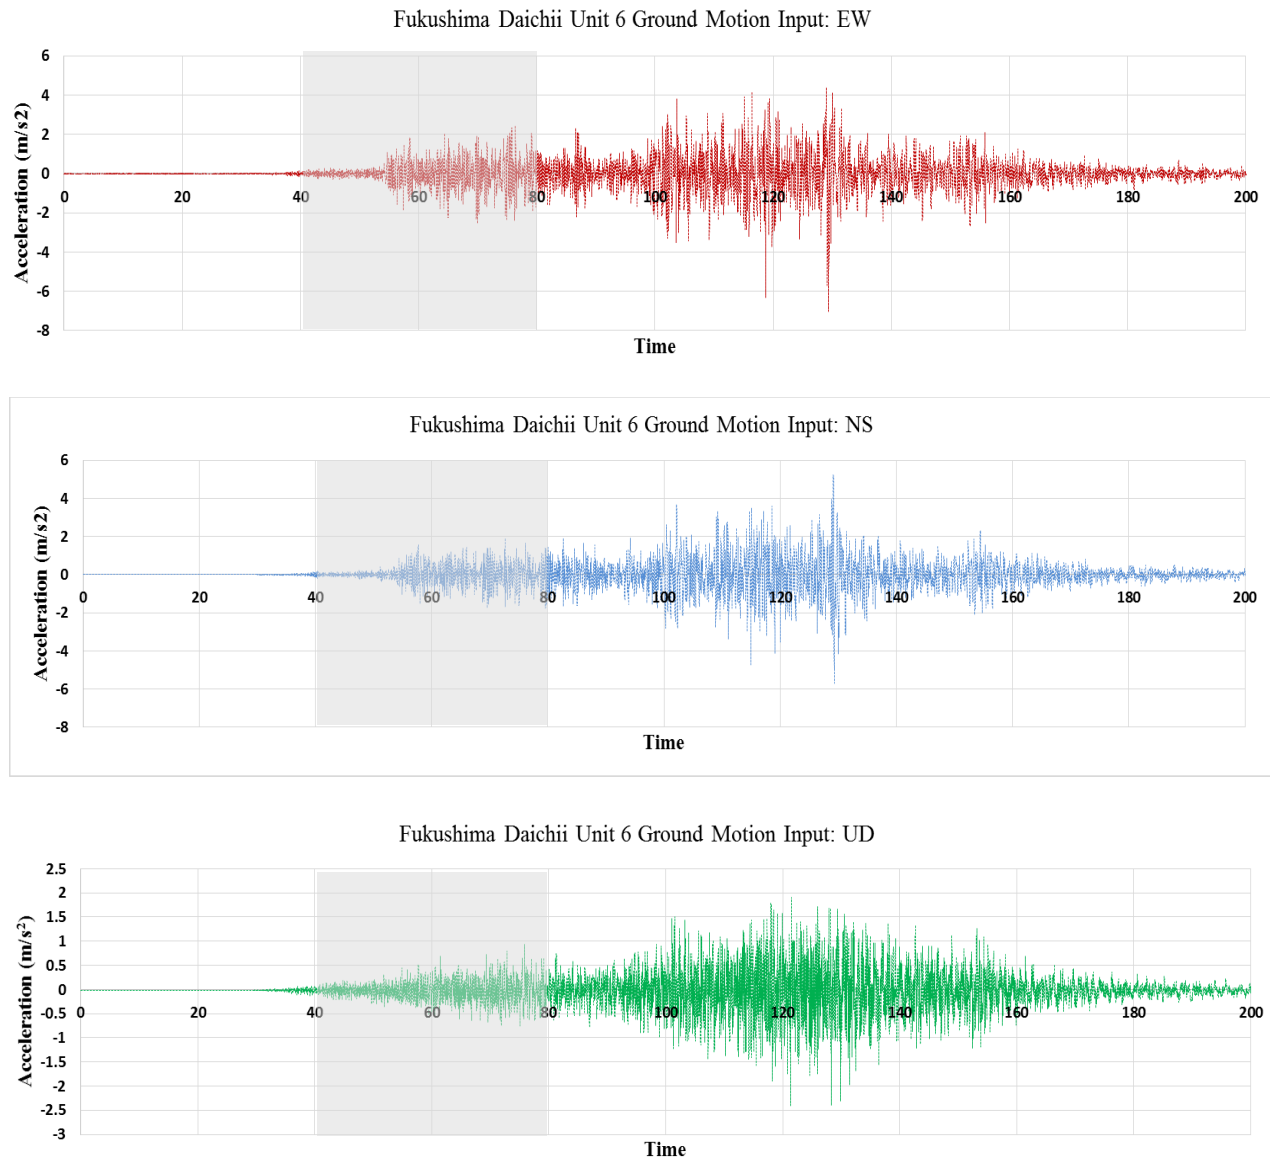 Fukushima Daichii Unit 6 Ground Motion Input: EW
6
4
2
0
-2
-4
-6
-8
Acceleration (m/s2)
0 20 40 60 80 100 120 140 160 180 200
Time
Fukushima Daichii Unit 6 Ground Motion Input: NS
6
4
2
0
-2
-4
-6
-8
Acceleration (m/s2)
0 20 40 60 80 100 120 140 160 180 200
Time
Fukushima Daichii Unit 6 Ground Motion Input: UD
2.5
2
1.5
1
0.5
0
-0.5
-1
-1.5
-2
-2.5
-3
Acceleration (m/s²)
0 20 40 60 80 100 120 140 160 180 200
Time